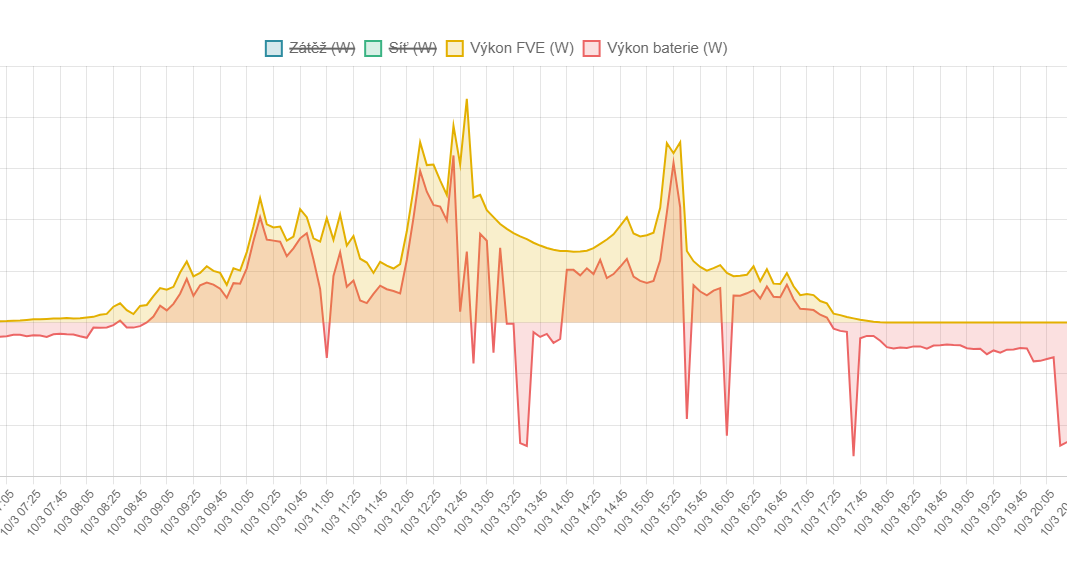 Zátěž (W) Síť (W) Výkon FVE (W) Výkon baterie (W)
:05 10/3 07:25 10/3 07:45 10/3 08:05 10/3 08:25 10/3 08:45 10/3 09:05 10/3 09:25 10/3 09:45 10/3 10:05 10/3 10:25 10/3 10:45 10/3 11:05 10/3 11:25 10/3 11:45 10/3 12:05 10/3 12:25 10/3 12:45 10/3 13:05 10/3 13:25 10/3 13:45 10/3 14:05 10/3 14:25 10/3 14:45 10/3 15:05 10/3 15:25 10/3 15:45 10/3 16:05 10/3 16:25 10/3 16:45 10/3 17:05 10/3 17:25 10/3 17:45 10/3 18:05 10/3 18:25 10/3 18:45 10/3 19:05 10/3 19:25 10/3 19:45 10/3 20:05 10/3 20